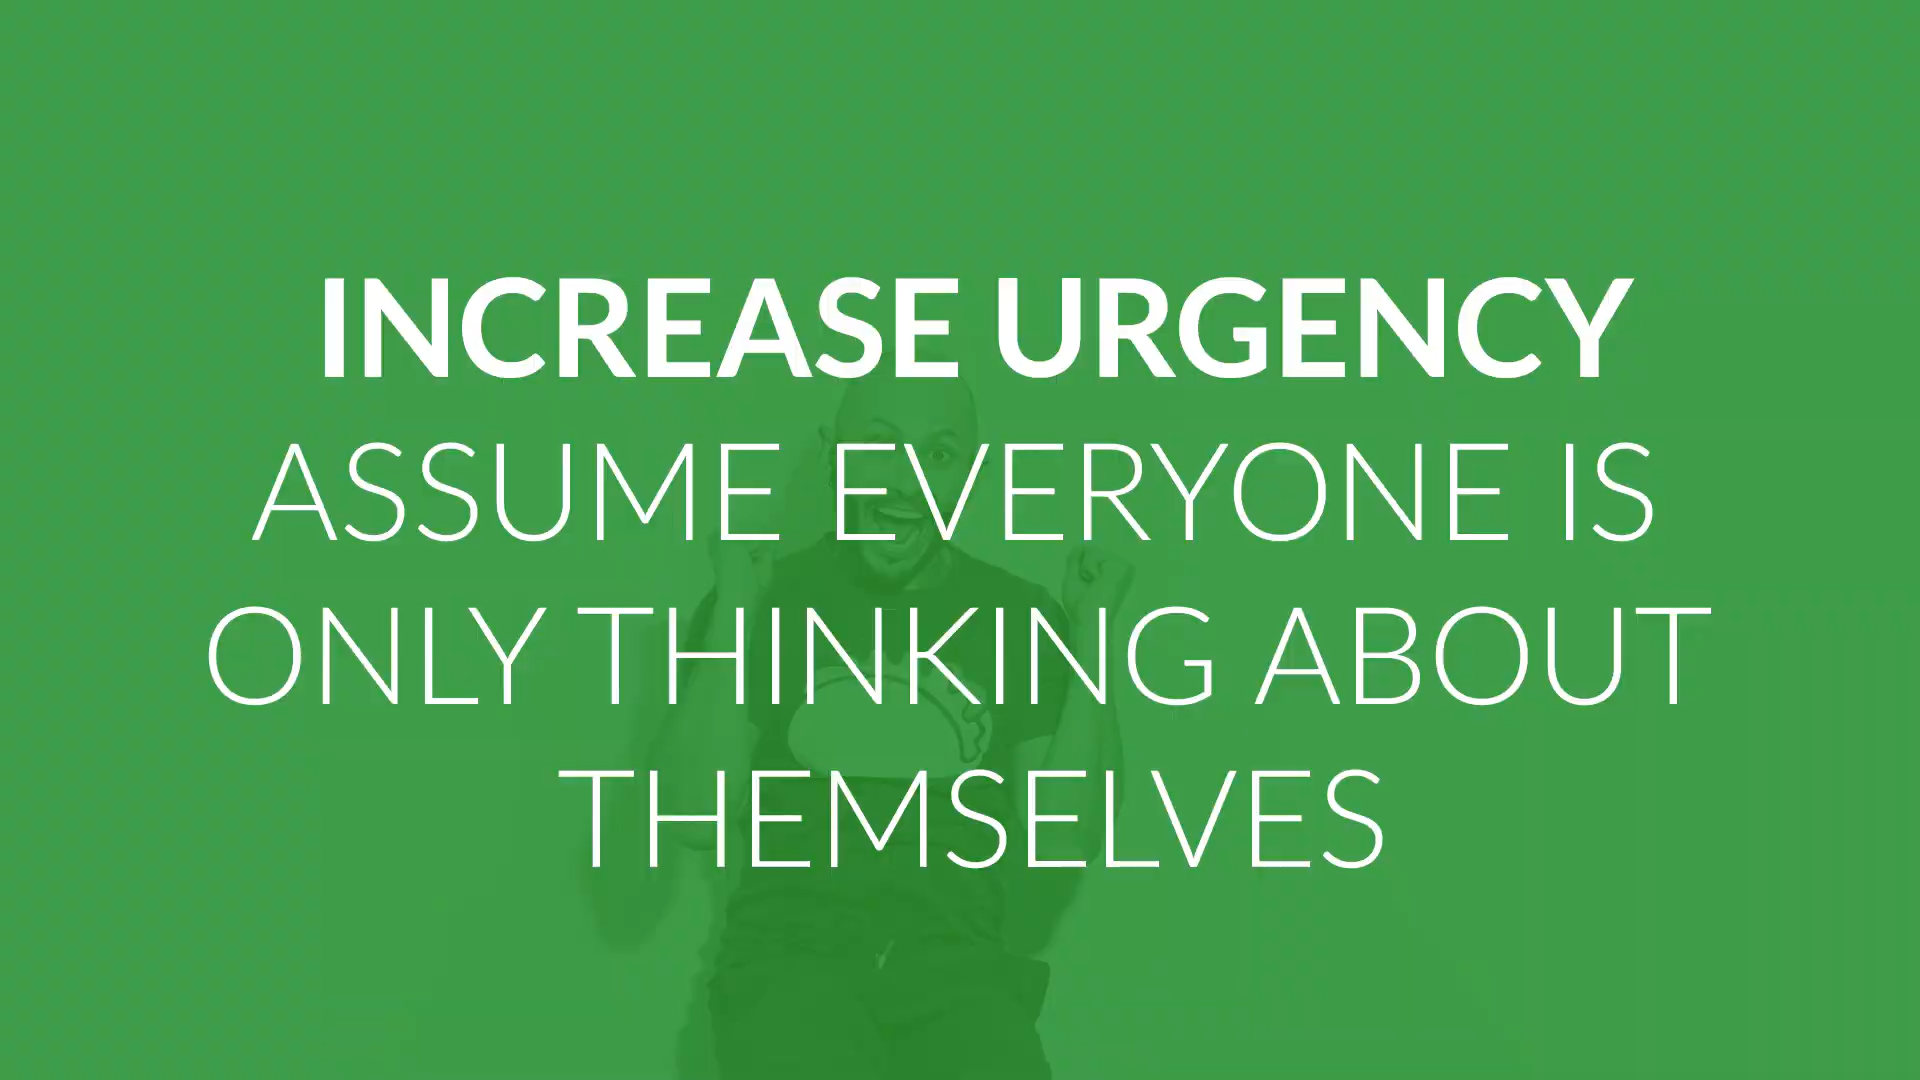 INCREASE URGENCY
ASSUME EVERYONE IS
ONLY THINKING ABOUT
THEMSELVES